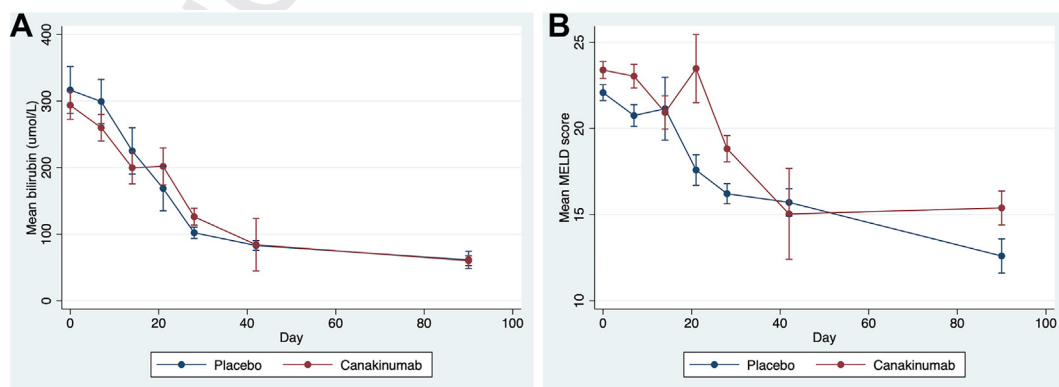 A
Mean bilirubin (umol/L)
400
300
200
100
0
0 20 40 60 80 100
Day
Placebo Canakinumab
B
Mean MELD score
25
20
15
10
0 20 40 60 80 100
Day
Placebo Canakinumab